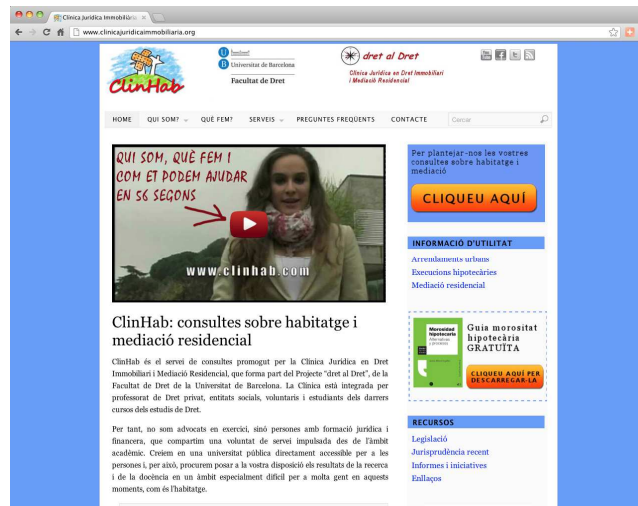 Clínica Jurídica Immobiliària
www.clinicajuridicaimmobiliaria.org
ClinHab
U
B Universitat de Barcelona
Facultat de Dret
dret al Dret
Clínica Jurídica en Dret Immobiliari
i Mediació Residencial
You Tube
HOME QUI SOM? QUÈ FEM? SERVEIS PREGUNTES FREQÜENTS CONTACTE Cercar
QUI SOM, QUÈ FEM I
COM ET PODEM AJUDAR
EN 56 SEGONS
www.clinhab.com
ClinHab: consultes sobre habitatge i
mediació residencial
ClinHab és el servei de consultes promogut per la Clínica Jurídica en Dret
Immobiliari i Mediació Residencial, que forma part del Projecte "dret al Dret", de la
Facultat de Dret de la Universitat de Barcelona. La Clínica està integrada per
professorat de Dret privat, entitats socials, voluntaris i estudiants dels darrers
cursos dels estudis de Dret.
Per tant, no som advocats en exercici, sinó persones amb formació jurídica i
financera, que compartim una voluntat de servei impulsada des de l'àmbit
acadèmic. Creiem en una universitat pública directament accessible per a les
persones i, per això, procurem posar a la vostra disposició els resultats de la recerca
i de la docència en un àmbit especialment difícil per a molta gent en aquests
moments, com és l'habitatge.
Per plantejar-nos les vostres
consultes sobre habitatge i
mediació
CLIQUEU AQUÍ
INFORMACIÓ D'UTILITAT
Arrendaments urbans
Execucions hipotecàries
Mediació residencial
Morosidad
hipotecaria
Guia morositat
hipotecària
GRATUÏTA
CLIQUEU AQUÍ PER
DESCARREGAR-LA
RECURSOS
Legislació
Jurisprudència recent
Informes i iniciatives
Enllaços